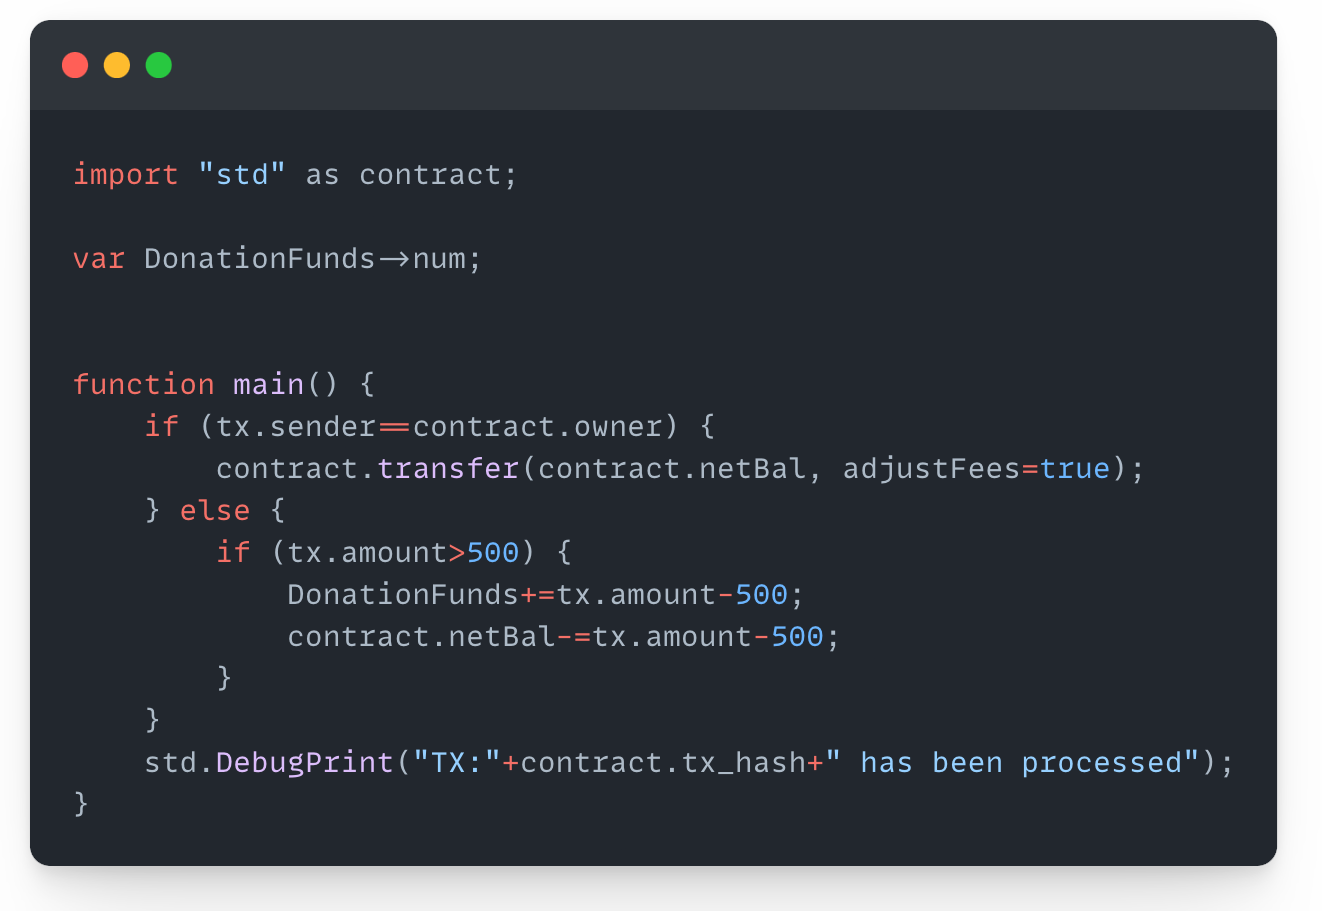 import "std" as contract;
var DonationFunds->num;
function main() {
if (tx.sender==contract.owner) {
contract.transfer(contract.netBal, adjustFees=true);
} else {
if (tx.amount>500) {
DonationFunds+=tx.amount-500;
contract.netBal-=tx.amount-500;
}
}
std.DebugPrint("TX:"+contract.tx_hash+" has been processed");
}